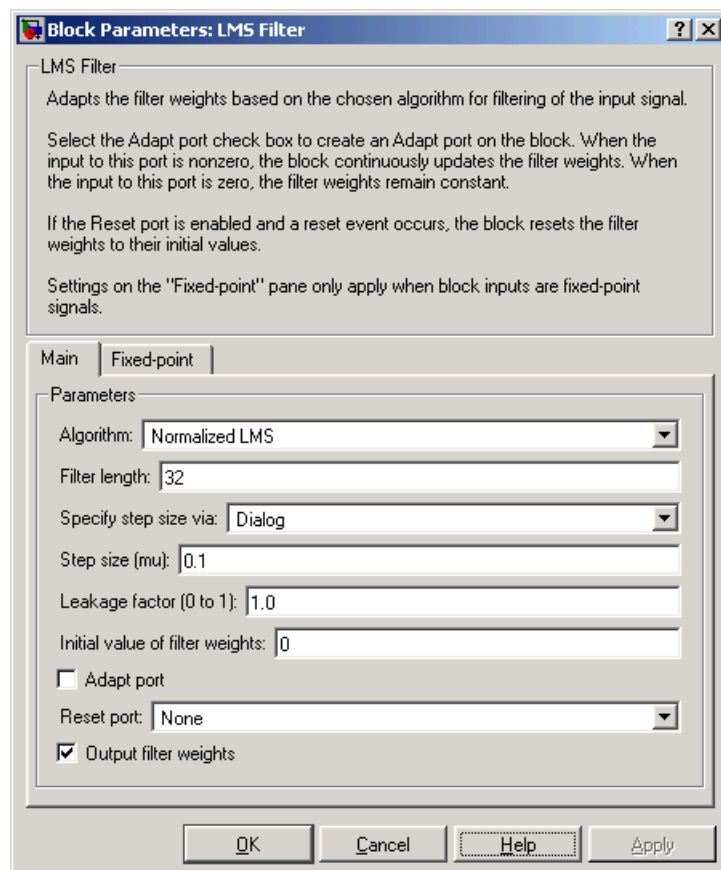 Block Parameters: LMS Filter
LMS Filter
Adapts the filter weights based on the chosen algorithm for filtering of the input signal.
Select the Adapt port check box to create an Adapt port on the block. When the
input to this port is nonzero, the block continuously updates the filter weights. When
the input to this port is zero, the filter weights remain constant.
If the Reset port is enabled and a reset event occurs, the block resets the filter
weights to their initial values.
Settings on the "Fixed-point" pane only apply when block inputs are fixed-point
signals.
Main Fixed-point
Parameters
Algorithm: Normalized LMS
Filter length: 32
Specify step size via: Dialog
Step size (mu): 0.1
Leakage factor (0 to 1): 1.0
Initial value of filter weights: 0
Adapt port
Reset port: None
Output filter weights
OK Cancel Help Apply